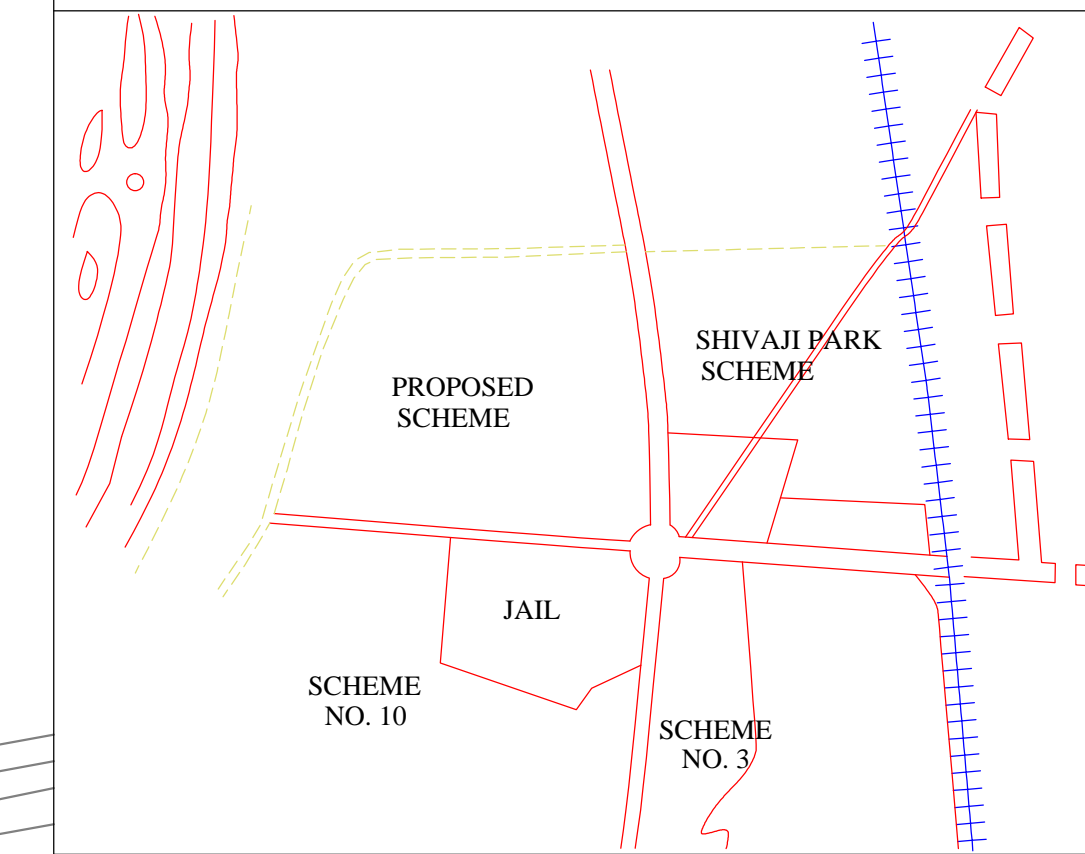 SHIVAJI PARK
SCHEME
PROPOSED
SCHEME
JAIL
SCHEME
NO. 10
SCHEME
NO. 3